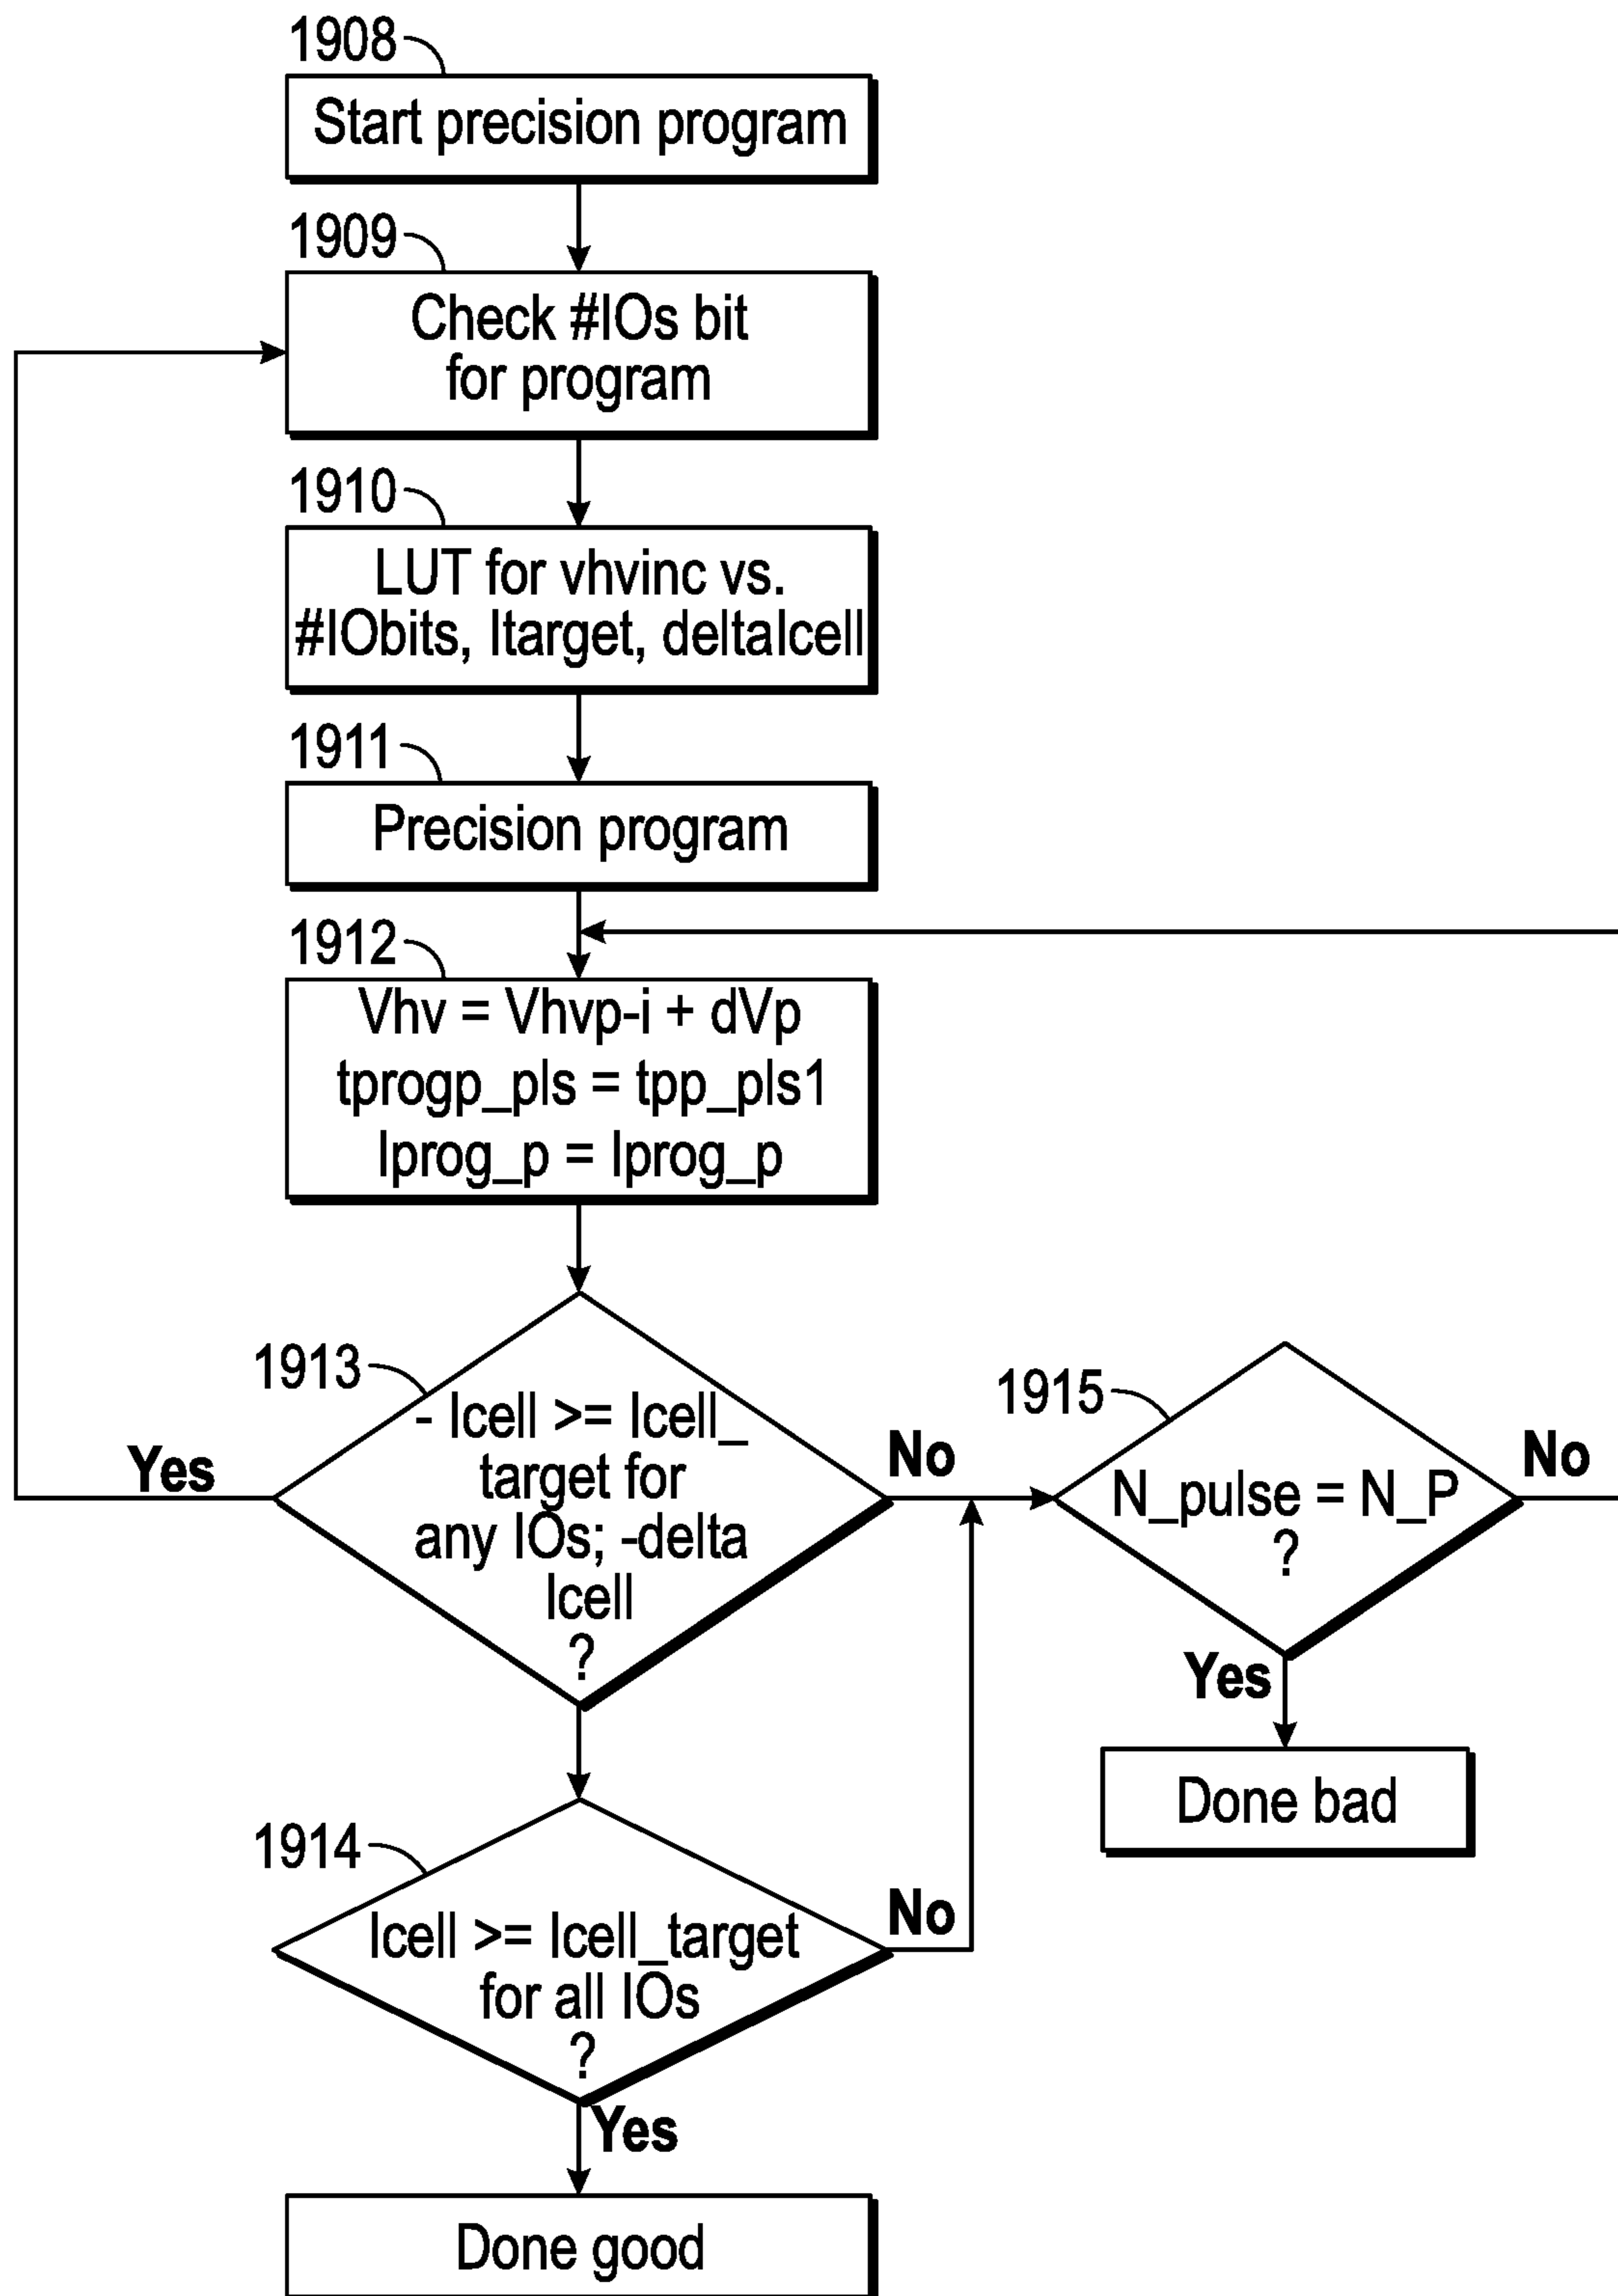 1908
Start precision program
1909
Check #IOs bit
for program
1910
LUT for vhvinc vs.
#IObits, Itarget, deltaIcell
1911
Precision program
1912
Vhv = Vhvp-i + dVp
tprogp_pls = tpp_pls1
Iprog_p = Iprog_p
1913
- Icell >= Icell_
target for
any IOs; -delta
Icell
?
Yes
No
1915
N_pulse = N_P
?
No
Yes
Done bad
1914
Icell >= Icell_target
for all IOs
?
No
Yes
Done good